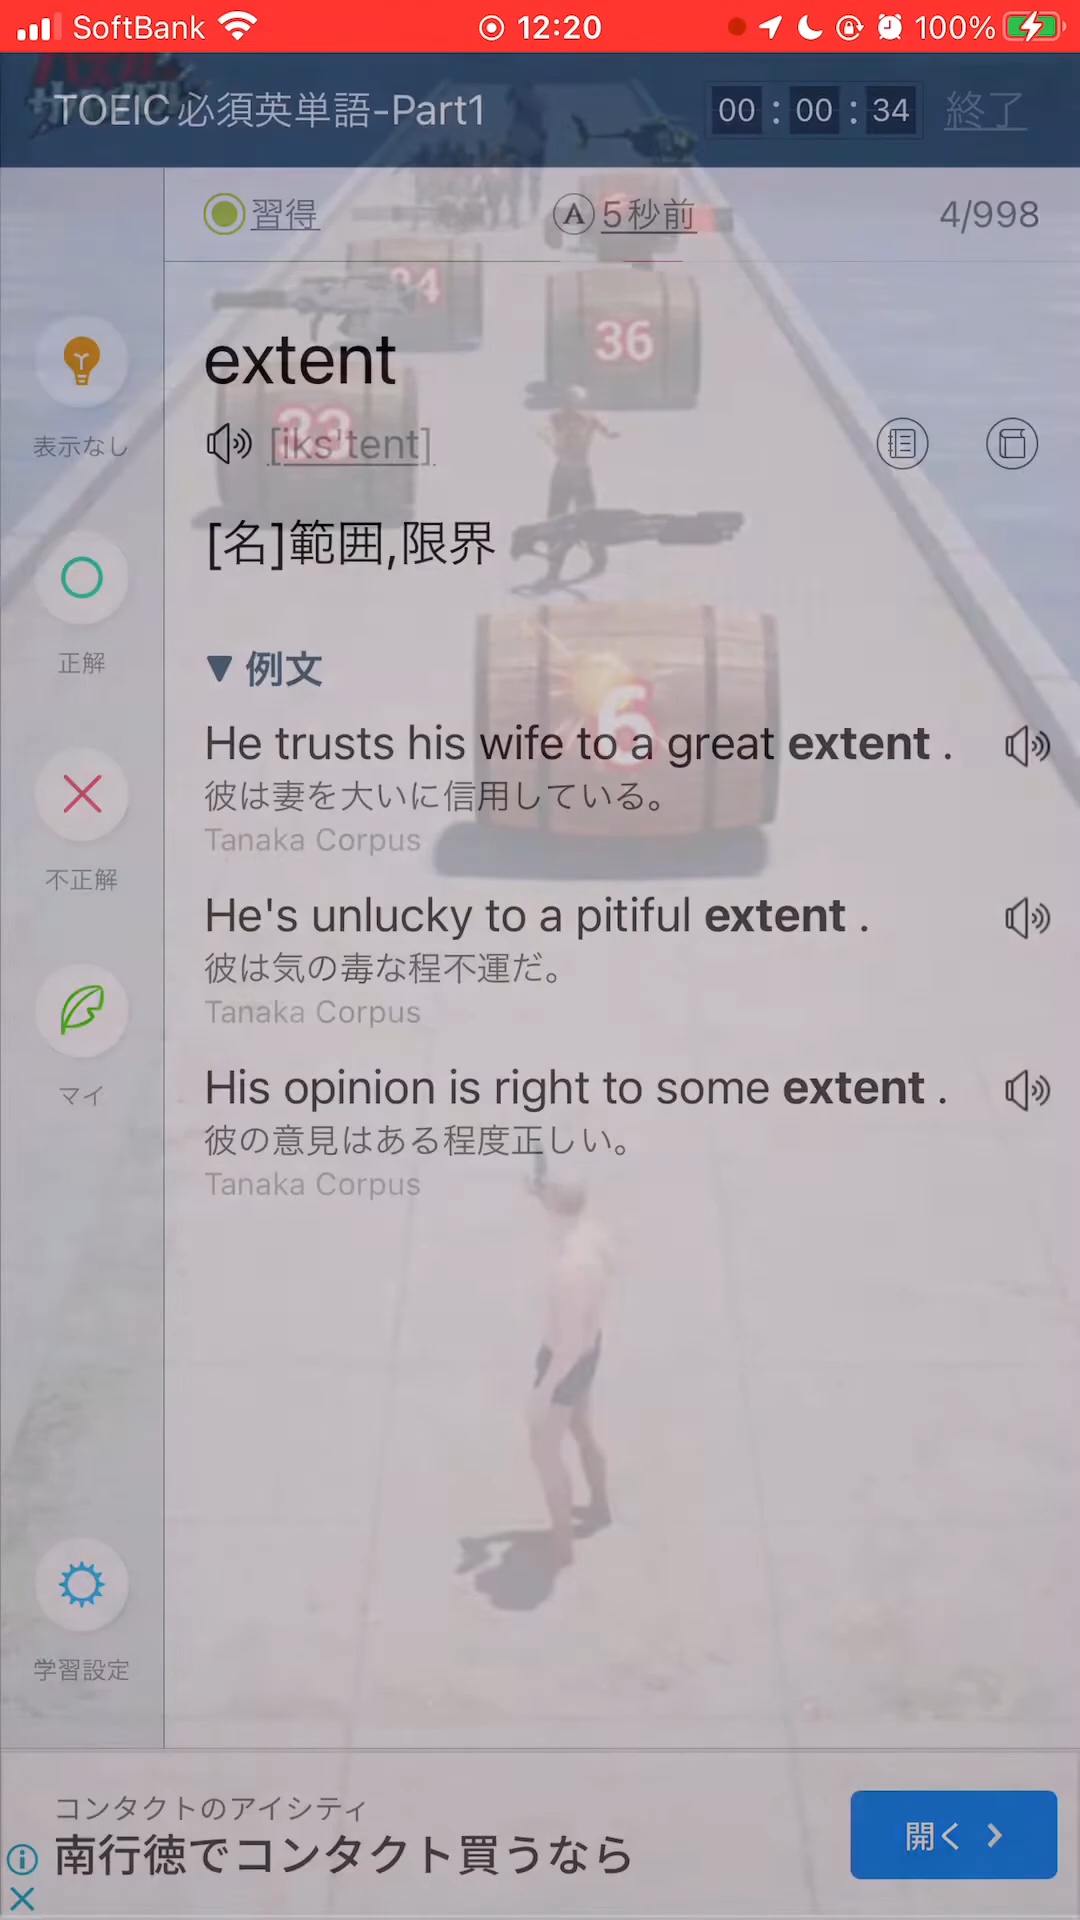 SoftBank 12:20 100%
TOEIC必須英単語-Part1 00 : 00 : 34 終了
習得 A 5秒前 4/998
34
36
extent
表示なし
33
[iks'tent]
[名]範囲,限界
正解
▼ 例文
6
He trusts his wife to a great extent .
彼は妻を大いに信用している。
Tanaka Corpus
不正解
He's unlucky to a pitiful extent .
彼は気の毒な程不運だ。
Tanaka Corpus
マイ
His opinion is right to some extent .
彼の意見はある程度正しい。
Tanaka Corpus
学習設定
コンタクトのアイシティ
南行徳でコンタクト買うなら
開く